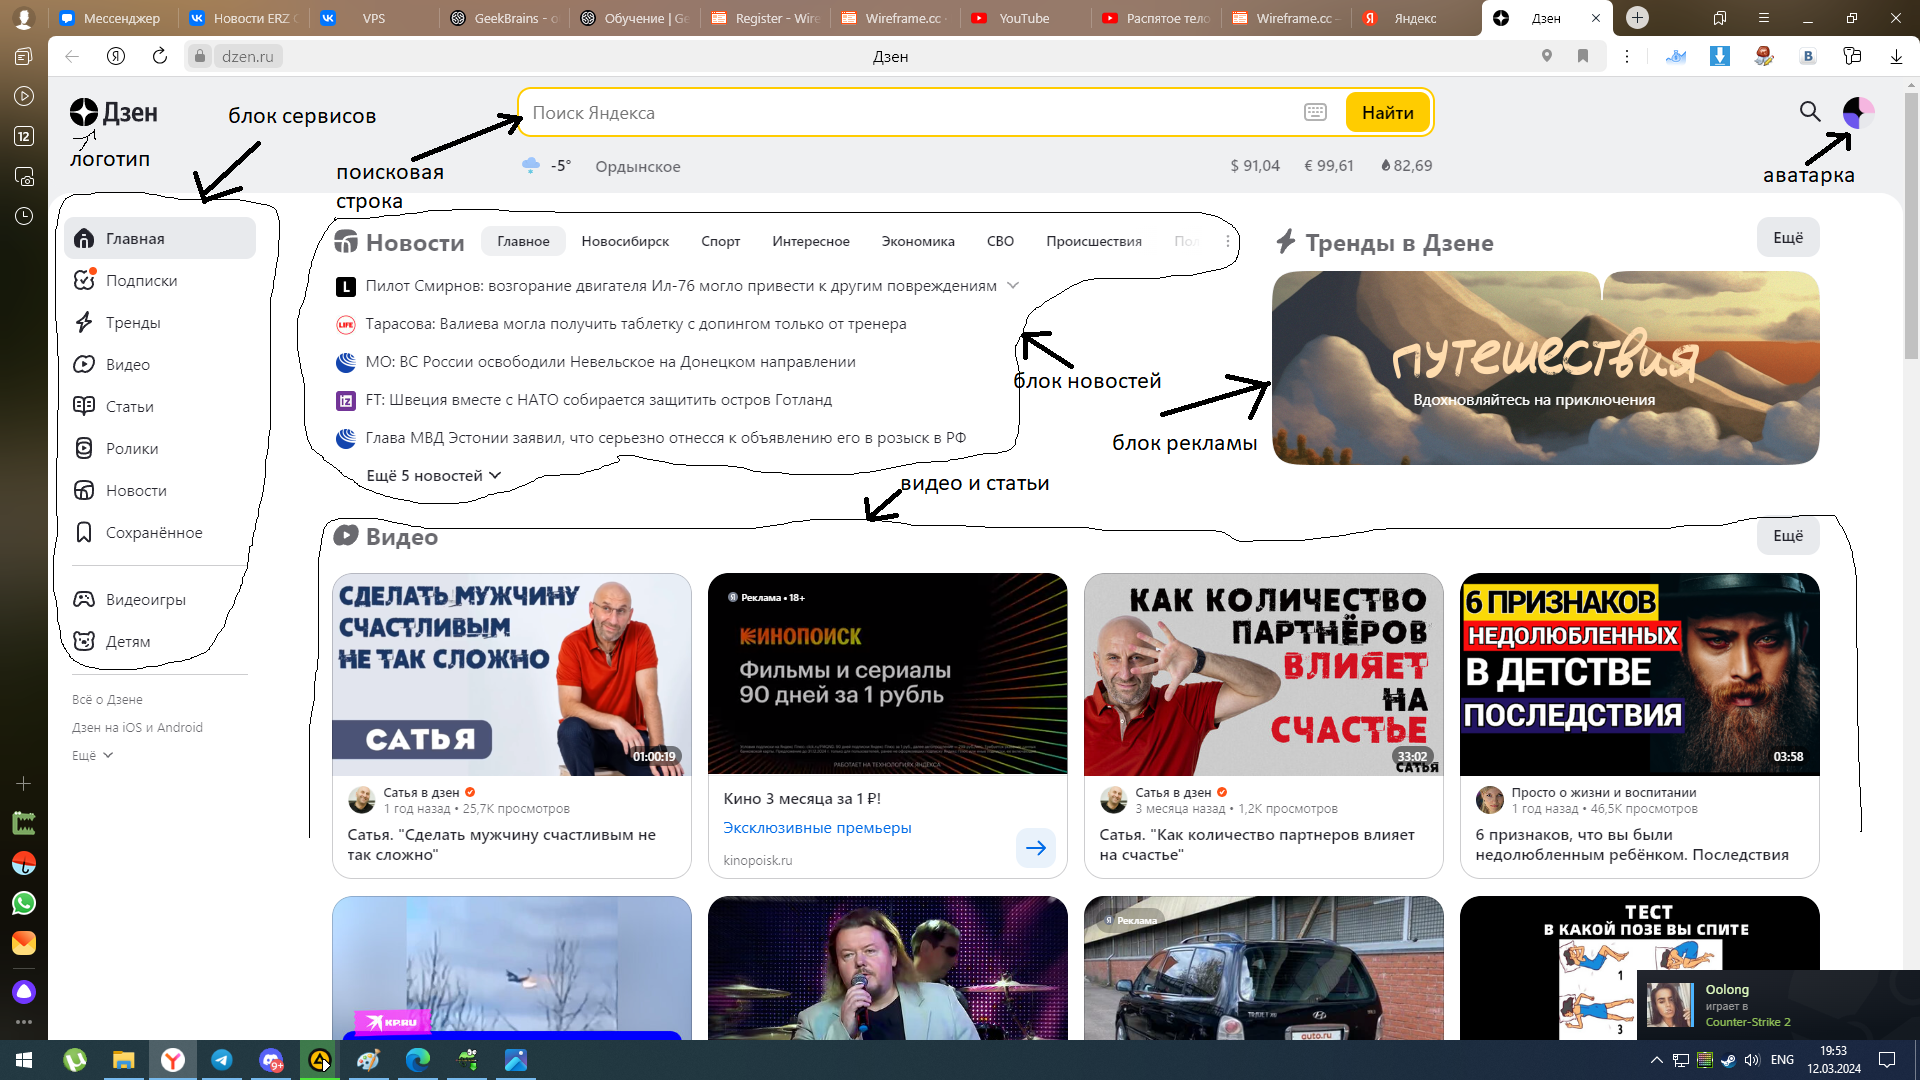 Мессенджер
Новости ERZ
VPS
GeekBrains - о
Обучение | Ge
Register - Wire
Wireframe.cc -
YouTube
Распятое тело
Wireframe.cc –
Яндекс
Дзен
dzen.ru
Дзен
12
Дзен
блок сервисов
логотип
Поиск Яндекса
Найти
поисковая
строка
-5°
Ордынское
$ 91,04
€ 99,61
82,69
аватарка
Главная
Подписки
Тренды
Видео
Статьи
Ролики
Новости
Сохранённое
Видеоигры
Детям
Всё о Дзене
Дзен на iOS и Android
Ещё
Новости
Главное
Новосибирск
Спорт
Интересное
Экономика
СВО
Происшествия
Пол
L Пилот Смирнов: возгорание двигателя Ил-76 могло привести к другим повреждениям
LIFE Тарасова: Валиева могла получить таблетку с допингом только от тренера
МО: ВС России освободили Невельское на Донецком направлении
IZ FT: Швеция вместе с НАТО собирается защитить остров Готланд
Глава МВД Эстонии заявил, что серьезно отнесся к объявлению его в розыск в РФ
Ещё 5 новостей
блок новостей
Тренды в Дзене
Ещё
путешествия
Вдохновляйтесь на приключения
блок рекламы
видео и статьи
Видео
Ещё
СДЕЛАТЬ МУЖЧИНУ
СЧАСТЛИВЫМ
НЕ ТАК СЛОЖНО
САТЬЯ
01:00:19
Сатья в дзен
1 год назад • 25,7K просмотров
Сатья. "Сделать мужчину счастливым не
так сложно"
Реклама • 18+
КИНОПОИСК
Фильмы и сериалы
90 дней за 1 рубль
РАБОТАЕТ НА ТЕХНОЛОГИЯХ ЯНДЕКСА
Кино 3 месяца за 1 ₽!
Эксклюзивные премьеры
kinopoisk.ru
КАК КОЛИЧЕСТВО
ПАРТНЁРОВ
ВЛИЯЕТ
НА
СЧАСТЬЕ
33:02
САТЬЯ
Сатья в дзен
3 месяца назад • 1,2K просмотров
Сатья. "Как количество партнеров влияет
на счастье"
6 ПРИЗНАКОВ
НЕДОЛЮБЛЕННЫХ
В ДЕТСТВЕ
ПОСЛЕДСТВИЯ
03:58
Просто о жизни и воспитании
1 год назад • 46,5K просмотров
6 признаков, что вы были
недолюбленным ребёнком. Последствия
KP.RU
Реклама
auto.ru
ТЕСТ
В КАКОЙ ПОЗЕ ВЫ СПИТЕ
1
3
Oolong
играет в
Counter-Strike 2
9+
ENG
19:53
12.03.2024